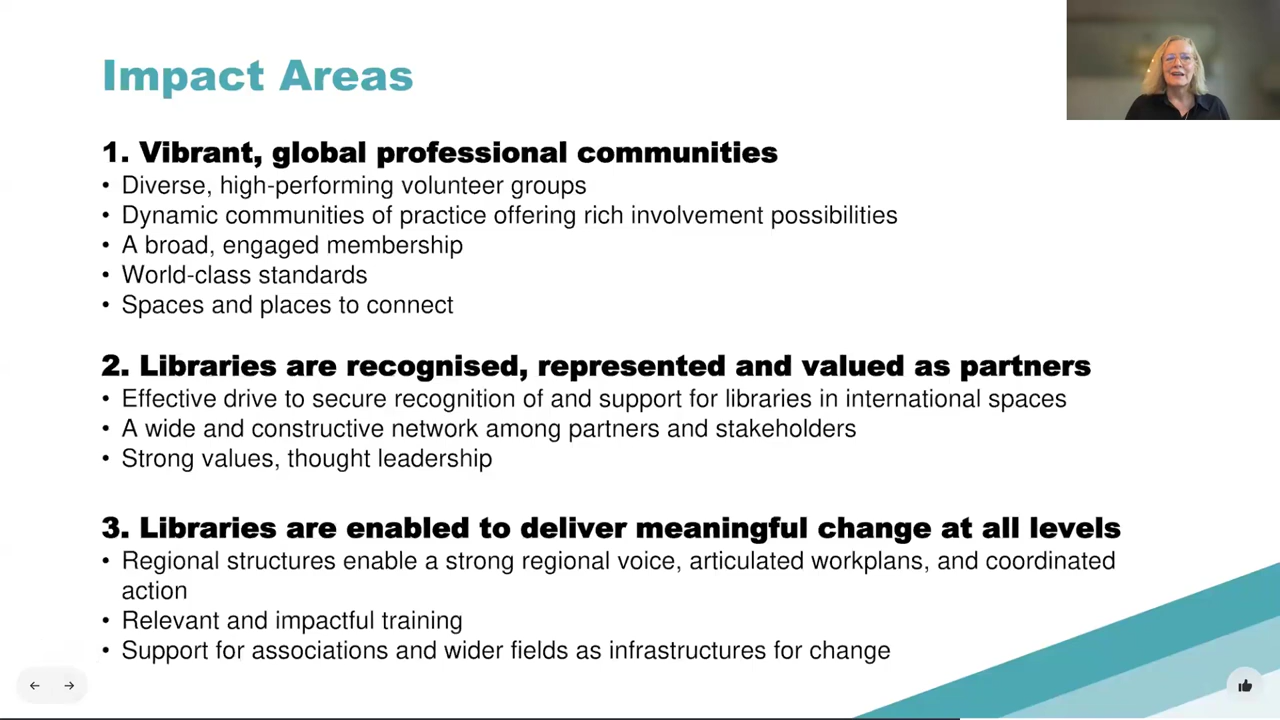 Impact Areas
1. Vibrant, global professional communities
• Diverse, high-performing volunteer groups
• Dynamic communities of practice offering rich involvement possibilities
• A broad, engaged membership
• World-class standards
• Spaces and places to connect
2. Libraries are recognised, represented and valued as partners
• Effective drive to secure recognition of and support for libraries in international spaces
• A wide and constructive network among partners and stakeholders
• Strong values, thought leadership
3. Libraries are enabled to deliver meaningful change at all levels
• Regional structures enable a strong regional voice, articulated workplans, and coordinated
action
• Relevant and impactful training
• Support for associations and wider fields as infrastructures for change